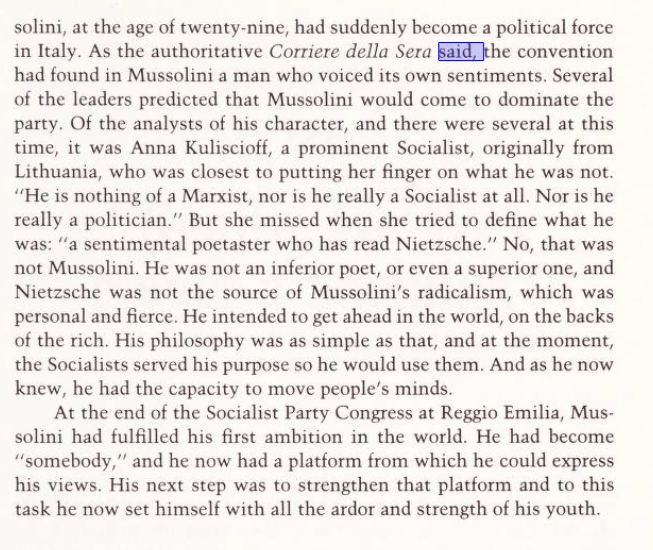 solini, at the age of twenty-nine, had suddenly become a political force
in Italy. As the authoritative Corriere della Sera said, the convention
had found in Mussolini a man who voiced its own sentiments. Several
of the leaders predicted that Mussolini would come to dominate the
party. Of the analysts of his character, and there were several at this
time, it was Anna Kuliscioff, a prominent Socialist, originally from
Lithuania, who was closest to putting her finger on what he was not.
“He is nothing of a Marxist, nor is he really a Socialist at all. Nor is he
really a politician.” But she missed when she tried to define what he
was: “a sentimental poetaster who has read Nietzsche.” No, that was
not Mussolini. He was not an inferior poet, or even a superior one, and
Nietzsche was not the source of Mussolini’s radicalism, which was
personal and fierce. He intended to get ahead in the world, on the backs
of the rich. His philosophy was as simple as that, and at the moment,
the Socialists served his purpose so he would use them. And as he now
knew, he had the capacity to move people’s minds.
At the end of the Socialist Party Congress at Reggio Emilia, Mus-
solini had fulfilled his first ambition in the world. He had become
“somebody,” and he now had a platform from which he could express
his views. His next step was to strengthen that platform and to this
task he now set himself with all the ardor and strength of his youth.